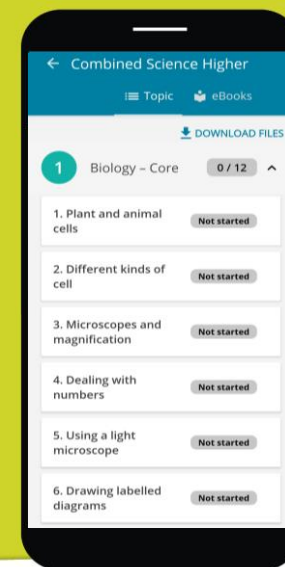 ← Combined Science Higher
Topic eBooks
DOWNLOAD FILES
1 Biology – Core 0 / 12
1. Plant and animal
cells
Not started
2. Different kinds of
cell
Not started
3. Microscopes and
magnification
Not started
4. Dealing with
numbers
Not started
5. Using a light
microscope
Not started
6. Drawing labelled
diagrams
Not started